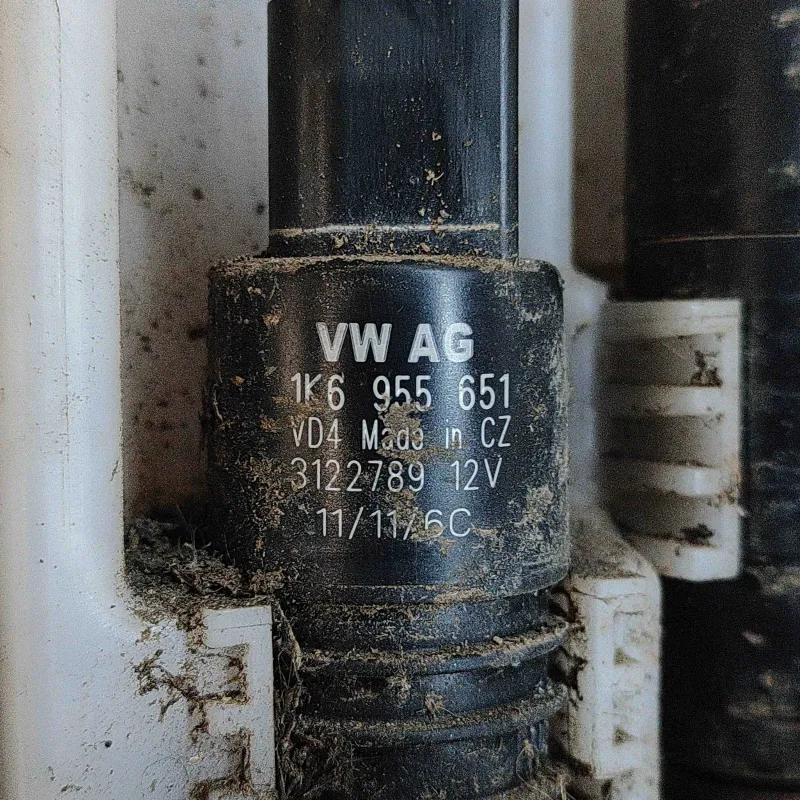 VW AG
1K6 955 651
VD4 Made in CZ
3122789 12V
11/11/6C